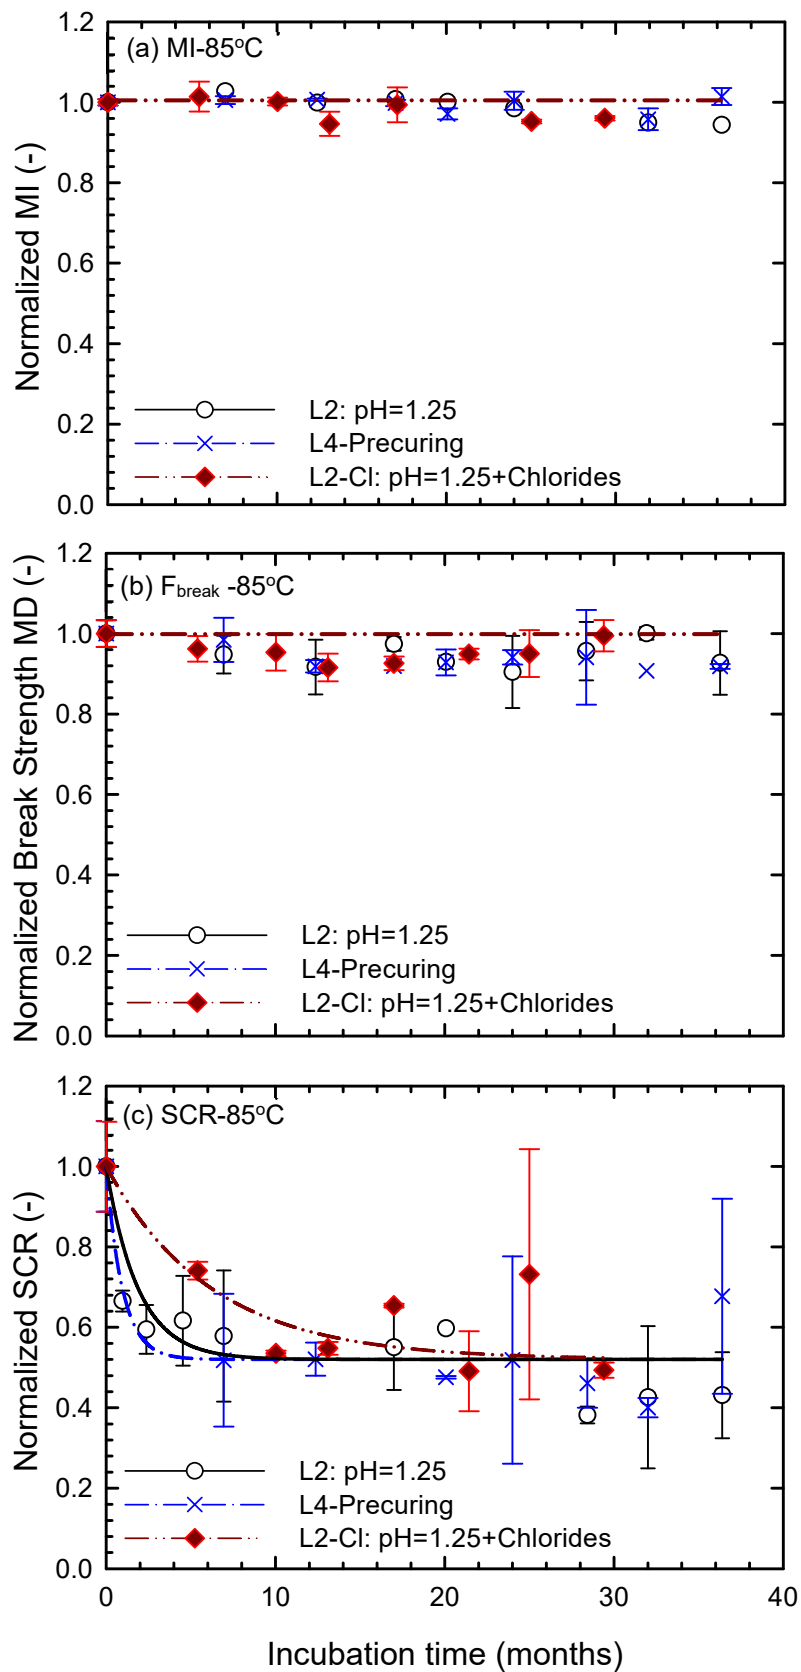 (a) MI-85ºC
Normalized MI (-)
1.2
1.0
0.8
0.6
0.4
0.2
0.0
L2: pH=1.25
L4-Precuring
L2-Cl: pH=1.25+Chlorides
(b) Fbreak -85ºC
Normalized Break Strength MD (-)
1.2
1.0
0.8
0.6
0.4
0.2
0.0
L2: pH=1.25
L4-Precuring
L2-Cl: pH=1.25+Chlorides
(c) SCR-85ºC
Normalized SCR (-)
1.2
1.0
0.8
0.6
0.4
0.2
0.0
L2: pH=1.25
L4-Precuring
L2-Cl: pH=1.25+Chlorides
0 10 20 30 40
Incubation time (months)